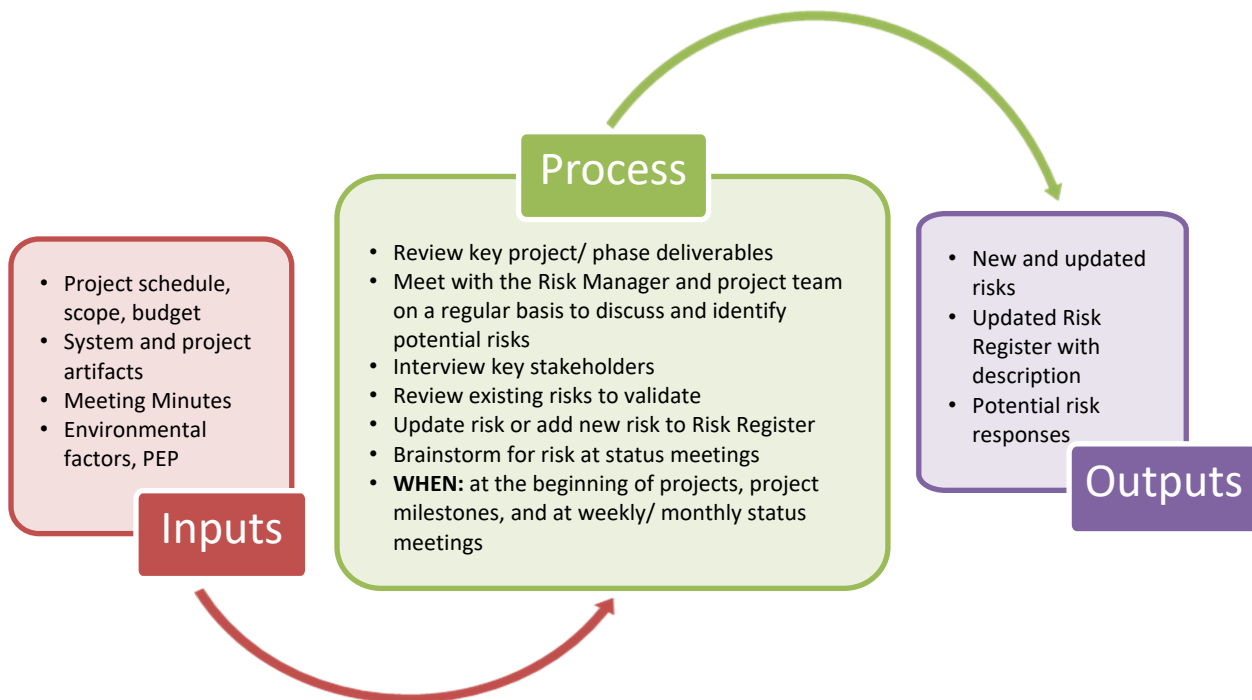 Process
• Review key project/ phase deliverables
• Meet with the Risk Manager and project team
on a regular basis to discuss and identify
potential risks
• Interview key stakeholders
• Review existing risks to validate
• Update risk or add new risk to Risk Register
• Brainstorm for risk at status meetings
• WHEN: at the beginning of projects, project
milestones, and at weekly/ monthly status
meetings
• Project schedule,
scope, budget
• System and project
artifacts
• Meeting Minutes
• Environmental
factors, PEP
Inputs
• New and updated
risks
• Updated Risk
Register with
description
• Potential risk
responses
Outputs